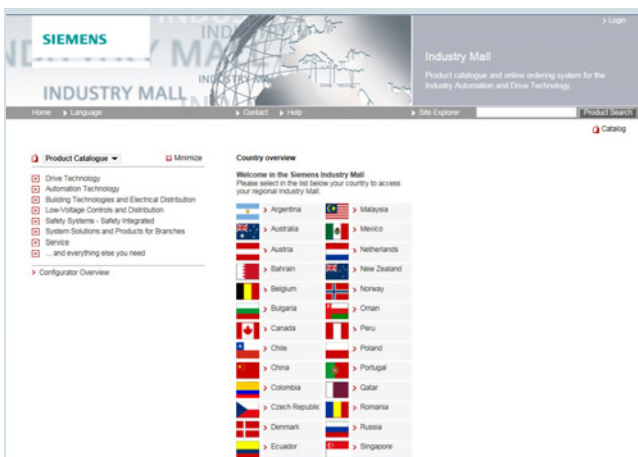 > Login
SIEMENS
INDUSTRY MALL
Industry Mall
Product catalogue and online ordering system for the
Industry Automation and Drive Technology.
Home
Language
Contact
Help
Site Explorer
Product Search
Catalog
Product Catalogue
Minimize
Drive Technology
Automation Technology
Building Technologies and Electrical Distribution
Low-Voltage Controls and Distribution
Safety Systems - Safety Integrated
System Solutions and Products for Branches
Service
... and everything else you need
> Configurator Overview
Country overview
Welcome in the Siemens Industry Mall
Please select in the list below your country to access
your regional Industry Mall.
> Argentina
> Malaysia
> Australia
> Mexico
> Austria
> Netherlands
> Bahrain
> New Zealand
> Belgium
> Norway
> Bulgaria
> Oman
> Canada
> Peru
> Chile
> Poland
> China
> Portugal
> Colombia
> Qatar
> Czech Republic
> Romania
> Denmark
> Russia
> Ecuador
> Singapore